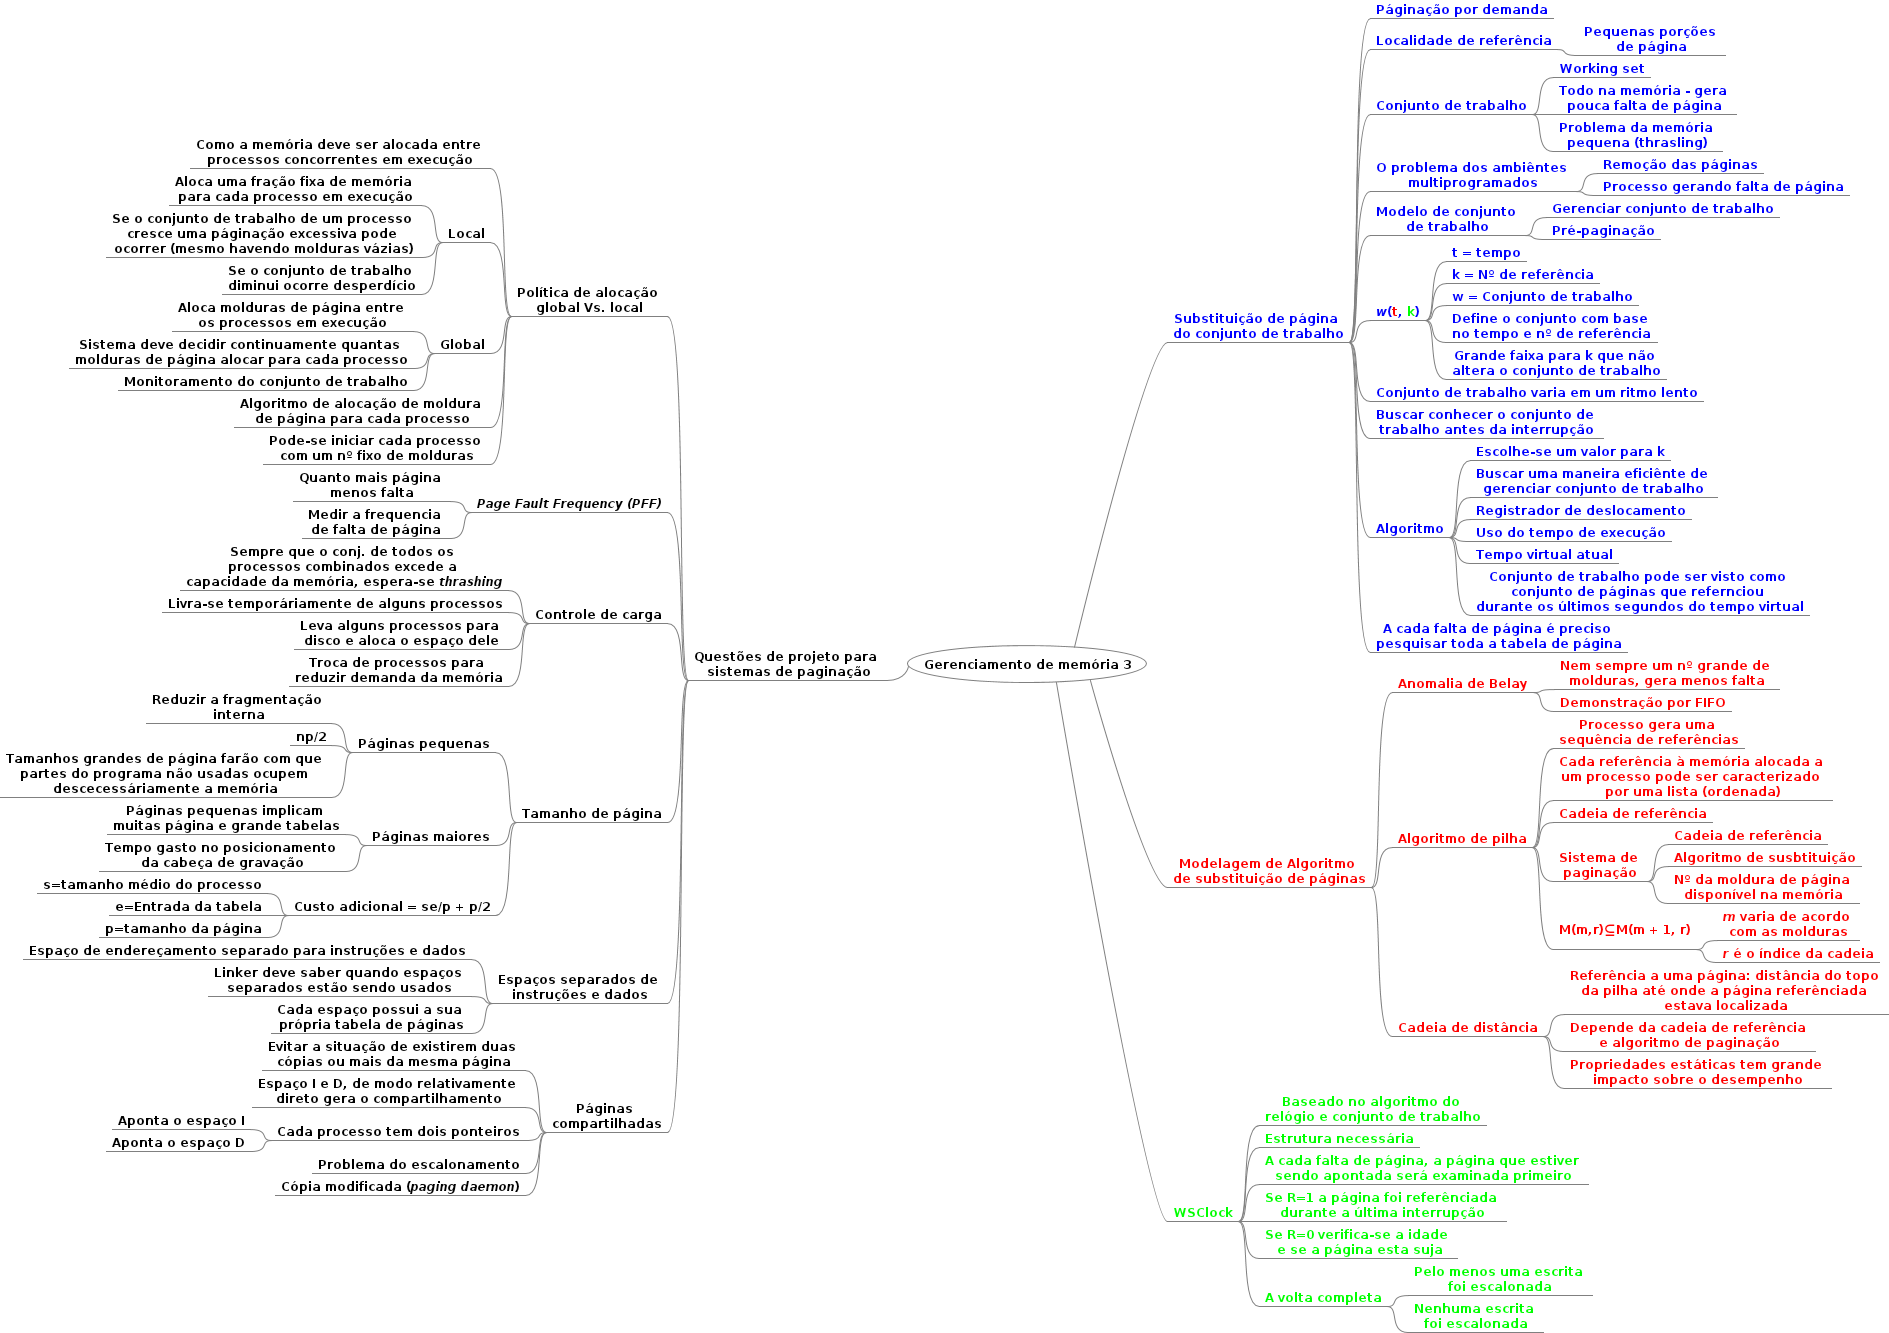 Gerenciamento de memória 3
Substituição de página
do conjunto de trabalho
Páginação por demanda
Localidade de referência
Pequenas porções
de página
Conjunto de trabalho
Working set
Todo na memória - gera
pouca falta de página
Problema da memória
pequena (thrasling)
O problema dos ambiêntes
multiprogramados
Remoção das páginas
Processo gerando falta de página
Modelo de conjunto
de trabalho
Gerenciar conjunto de trabalho
Pré-paginação
w(t, k)
t = tempo
k = Nº de referência
w = Conjunto de trabalho
Define o conjunto com base
no tempo e nº de referência
Grande faixa para k que não
altera o conjunto de trabalho
Conjunto de trabalho varia em um ritmo lento
Buscar conhecer o conjunto de
trabalho antes da interrupção
Algoritmo
Escolhe-se um valor para k
Buscar uma maneira eficiênte de
gerenciar conjunto de trabalho
Registrador de deslocamento
Uso do tempo de execução
Tempo virtual atual
Conjunto de trabalho pode ser visto como
conjunto de páginas que refernciou
durante os últimos segundos do tempo virtual
A cada falta de página é preciso
pesquisar toda a tabela de página
Modelagem de Algoritmo
de substituição de páginas
Anomalia de Belay
Nem sempre um nº grande de
molduras, gera menos falta
Demonstração por FIFO
Algoritmo de pilha
Processo gera uma
sequência de referências
Cada referência à memória alocada a
um processo pode ser caracterizado
por uma lista (ordenada)
Cadeia de referência
Sistema de
paginação
Cadeia de referência
Algoritmo de susbtituição
Nº da moldura de página
disponível na memória
M(m,r)⊆M(m + 1, r)
m varia de acordo
com as molduras
r é o índice da cadeia
Cadeia de distância
Referência a uma página: distância do topo
da pilha até onde a página referênciada
estava localizada
Depende da cadeia de referência
e algoritmo de paginação
Propriedades estáticas tem grande
impacto sobre o desempenho
WSClock
Baseado no algoritmo do
relógio e conjunto de trabalho
Estrutura necessária
A cada falta de página, a página que estiver
sendo apontada será examinada primeiro
Se R=1 a página foi referênciada
durante a última interrupção
Se R=0 verifica-se a idade
e se a página esta suja
A volta completa
Pelo menos uma escrita
foi escalonada
Nenhuma escrita
foi escalonada
Questões de projeto para
sistemas de paginação
Política de alocação
global Vs. local
Como a memória deve ser alocada entre
processos concorrentes em execução
Local
Aloca uma fração fixa de memória
para cada processo em execução
Se o conjunto de trabalho de um processo
cresce uma páginação excessiva pode
ocorrer (mesmo havendo molduras vázias)
Se o conjunto de trabalho
diminui ocorre desperdício
Global
Aloca molduras de página entre
os processos em execução
Sistema deve decidir continuamente quantas
molduras de página alocar para cada processo
Monitoramento do conjunto de trabalho
Algoritmo de alocação de moldura
de página para cada processo
Pode-se iniciar cada processo
com um nº fixo de molduras
Page Fault Frequency (PFF)
Quanto mais página
menos falta
Medir a frequencia
de falta de página
Controle de carga
Sempre que o conj. de todos os
processos combinados excede a
capacidade da memória, espera-se thrashing
Livra-se temporáriamente de alguns processos
Leva alguns processos para
disco e aloca o espaço dele
Troca de processos para
reduzir demanda da memória
Tamanho de página
Páginas pequenas
Reduzir a fragmentação
interna
np/2
Tamanhos grandes de página farão com que
partes do programa não usadas ocupem
descecessáriamente a memória
Páginas maiores
Páginas pequenas implicam
muitas página e grande tabelas
Tempo gasto no posicionamento
da cabeça de gravação
Custo adicional = se/p + p/2
s=tamanho médio do processo
e=Entrada da tabela
p=tamanho da página
Espaços separados de
instruções e dados
Espaço de endereçamento separado para instruções e dados
Linker deve saber quando espaços
separados estão sendo usados
Cada espaço possui a sua
própria tabela de páginas
Páginas
compartilhadas
Evitar a situação de existirem duas
cópias ou mais da mesma página
Espaço I e D, de modo relativamente
direto gera o compartilhamento
Cada processo tem dois ponteiros
Aponta o espaço I
Aponta o espaço D
Problema do escalonamento
Cópia modificada (paging daemon)